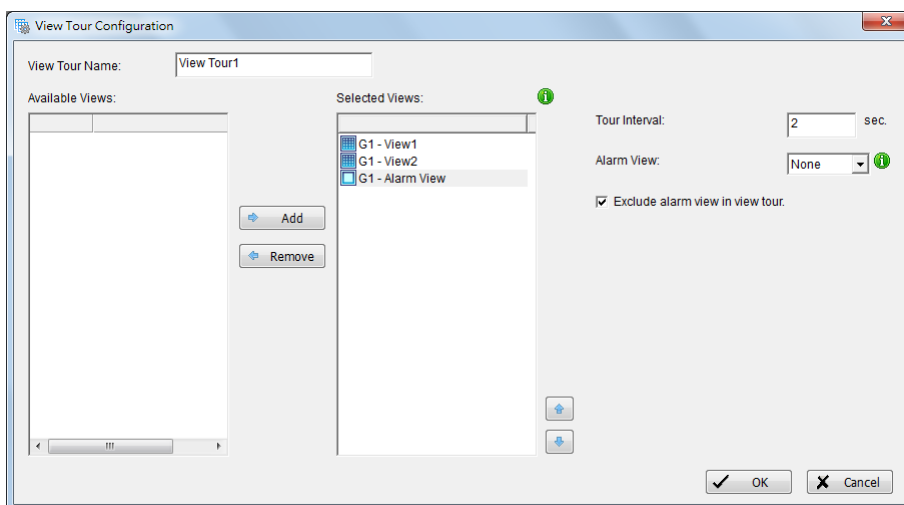 View Tour Configuration
View Tour Name:
View Tour1
Available Views:
Selected Views:
Tour Interval:
2
sec.
G1 - View1
G1 - View2
Alarm View:
None
G1 - Alarm View
Exclude alarm view in view tour.
Add
Remove
OK
Cancel